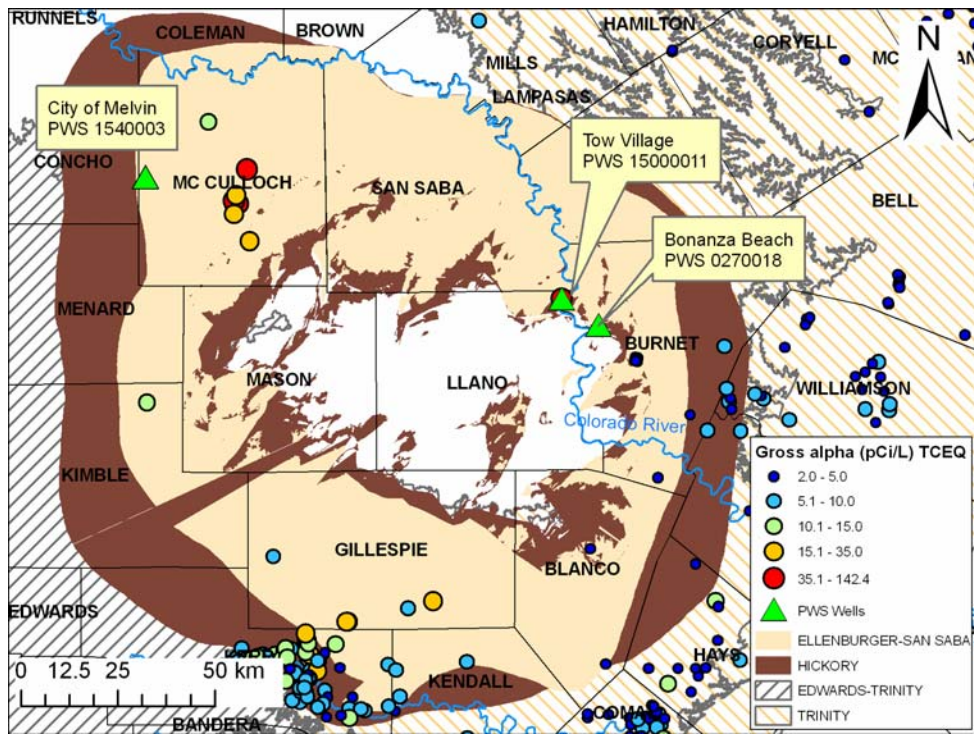 RUNNELS
COLEMAN
BROWN
HAMILTON
CORYELL
MILLS
LAMPASAS
N
City of Melvin
PWS 1540003
CONCHO
MC CULLOCH
SAN SABA
Tow Village
PWS 15000011
BELL
Bonanza Beach
PWS 0270018
MENARD
BURNET
MASON
LLANO
WILLIAMSON
Colorado River
KIMBLE
GILLESPIE
BLANCO
EDWARDS
HAYS
KENDALL
BANDERA
0 12.5 25 50 km
Gross alpha (pCi/L) TCEQ
2.0 - 5.0
5.1 - 10.0
10.1 - 15.0
15.1 - 35.0
35.1 - 142.4
PWS Wells
ELLENBURGER-SAN SABA
HICKORY
EDWARDS-TRINITY
TRINITY